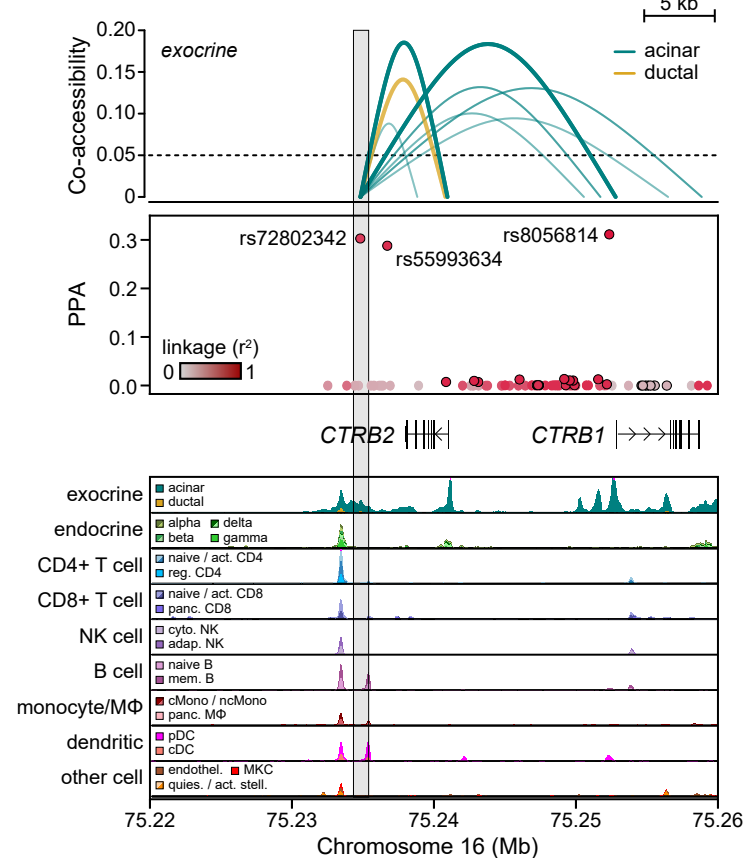 5 kb
0.20
0.15
0.10
0.05
0
Co-accessibility
exocrine
acinar
ductal
0.3
0.2
0.1
0.0
PPA
rs72802342
rs55993634
rs8056814
linkage (r²)
0 1
CTRB2
CTRB1
exocrine
acinar
ductal
endocrine
alpha delta
beta gamma
CD4+ T cell
naive / act. CD4
reg. CD4
CD8+ T cell
naive / act. CD8
panc. CD8
NK cell
cyto. NK
adap. NK
B cell
naive B
mem. B
monocyte/MΦ
cMono / ncMono
panc. MΦ
dendritic
pDC
cDC
other cell
endothel. MKC
quies. / act. stell.
75.22 75.23 75.24 75.25 75.26
Chromosome 16 (Mb)